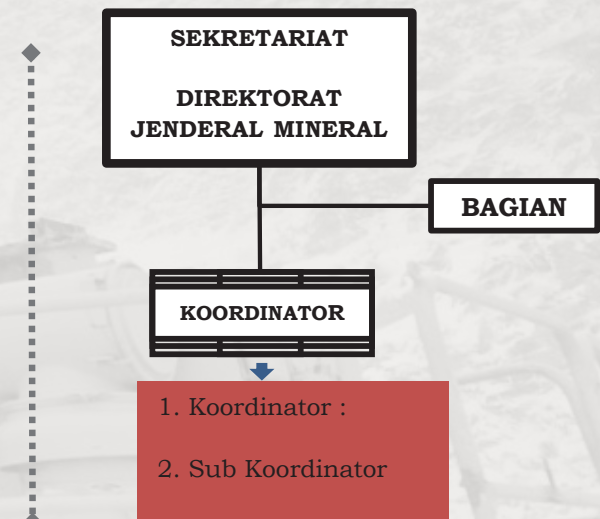 SEKRETARIAT
DIREKTORAT
JENDERAL MINERAL
BAGIAN
KOORDINATOR
1. Koordinator :
2. Sub Koordinator